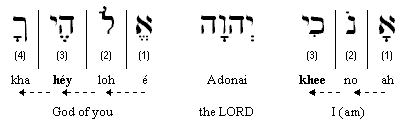 אָ נֹ כִי יְהוָה אֱ לֹ הֶי ךָ
(4) (3) (2) (1) (3) (2) (1)
kha héy loh é Adonai khee no ah
God of you the LORD I (am)